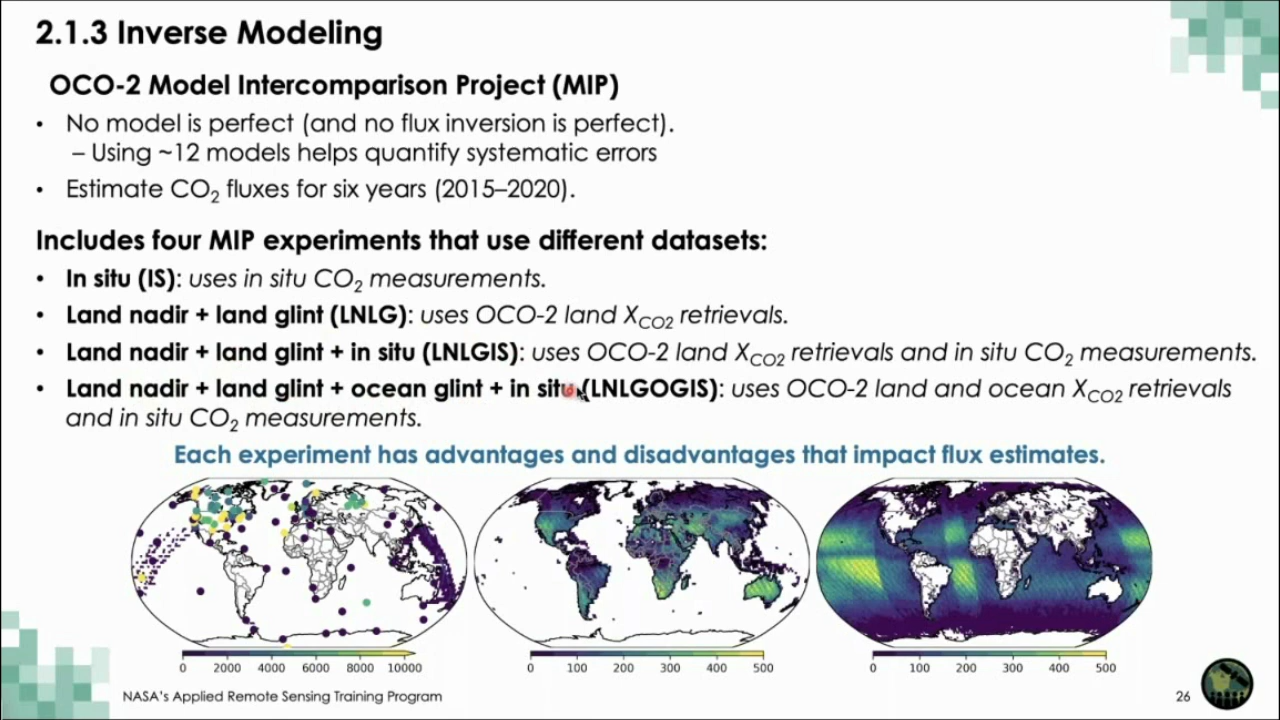 2.1.3 Inverse Modeling
OCO-2 Model Intercomparison Project (MIP)
• No model is perfect (and no flux inversion is perfect).
– Using ~12 models helps quantify systematic errors
• Estimate CO₂ fluxes for six years (2015–2020).
Includes four MIP experiments that use different datasets:
• In situ (IS): uses in situ CO₂ measurements.
• Land nadir + land glint (LNLG): uses OCO-2 land X_CO2 retrievals.
• Land nadir + land glint + in situ (LNLGIS): uses OCO-2 land X_CO2 retrievals and in situ CO₂ measurements.
• Land nadir + land glint + ocean glint + in situ (LNLGOGIS): uses OCO-2 land and ocean X_CO2 retrievals
and in situ CO₂ measurements.
Each experiment has advantages and disadvantages that impact flux estimates.
0 2000 4000 6000 8000 10000
0 100 200 300 400 500
0 100 200 300 400 500
NASA's Applied Remote Sensing Training Program
26